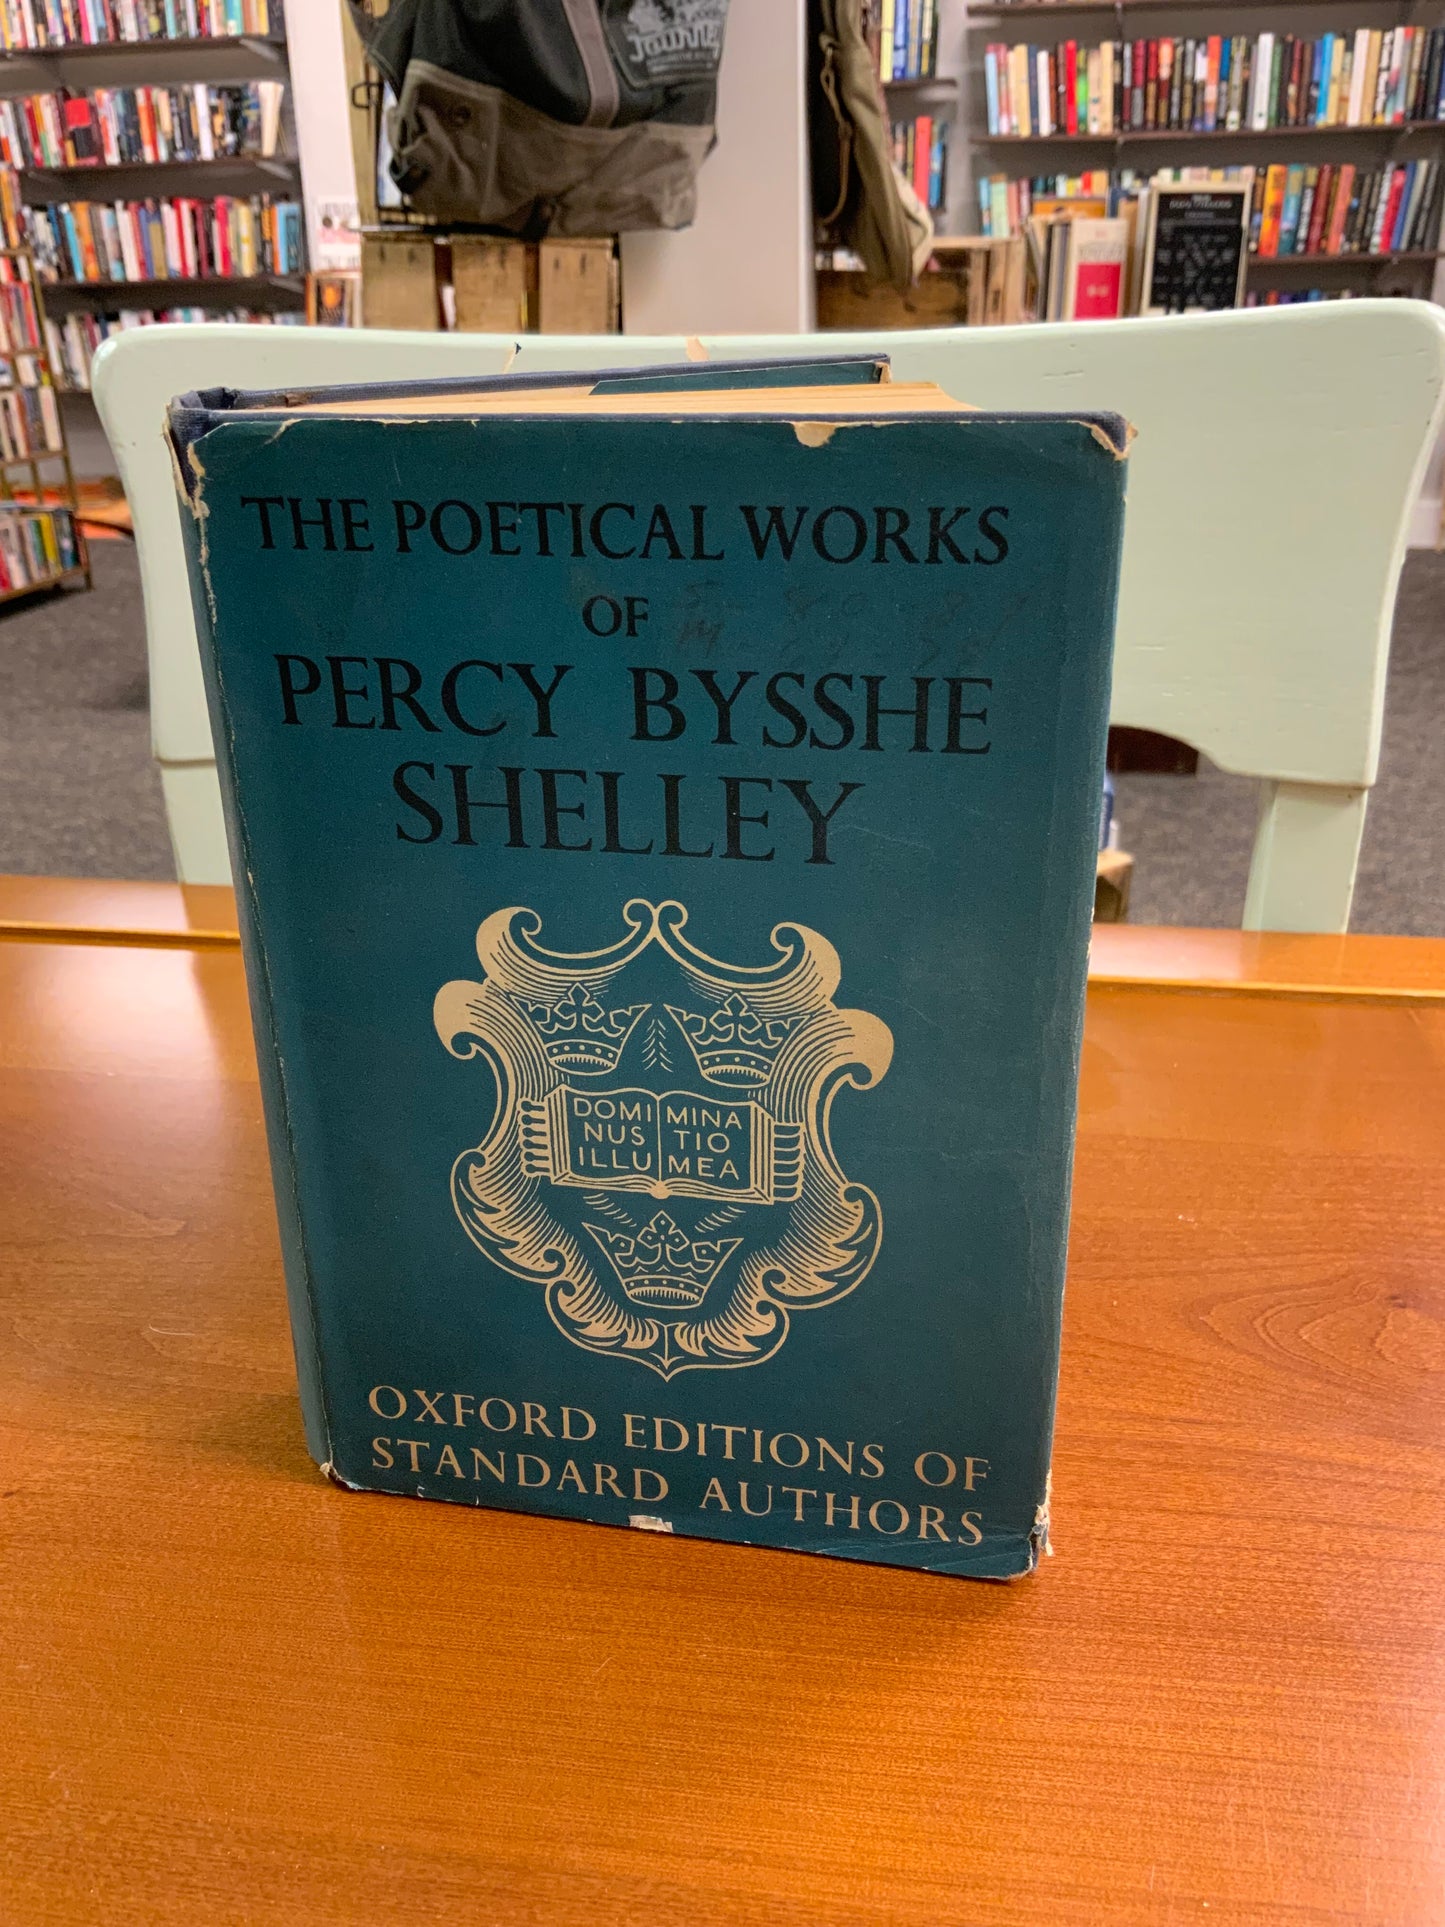 THE POETICAL WORKS
OF
PERCY BYSSHE
SHELLEY
DOMI MINA
NUS TIO
ILLU MEA
OXFORD EDITIONS OF
STANDARD AUTHORS